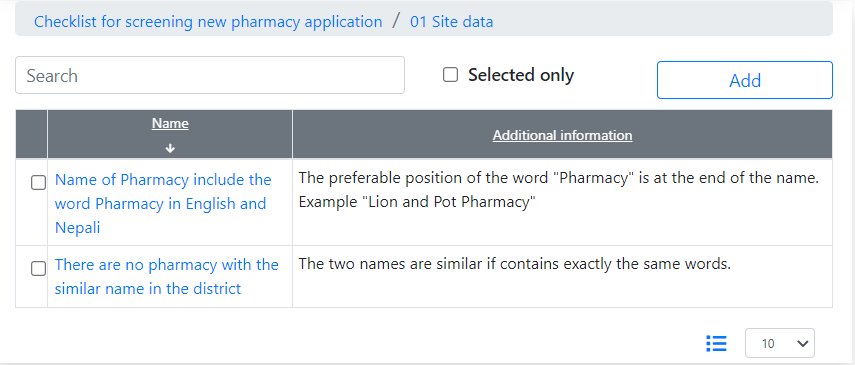 Checklist for screening new pharmacy application / 01 Site data
Search
Selected only
Add
Name
Additional information
Name of Pharmacy include the
word Pharmacy in English and
Nepali
The preferable position of the word "Pharmacy" is at the end of the name.
Example "Lion and Pot Pharmacy"
There are no pharmacy with the
similar name in the district
The two names are similar if contains exactly the same words.
10